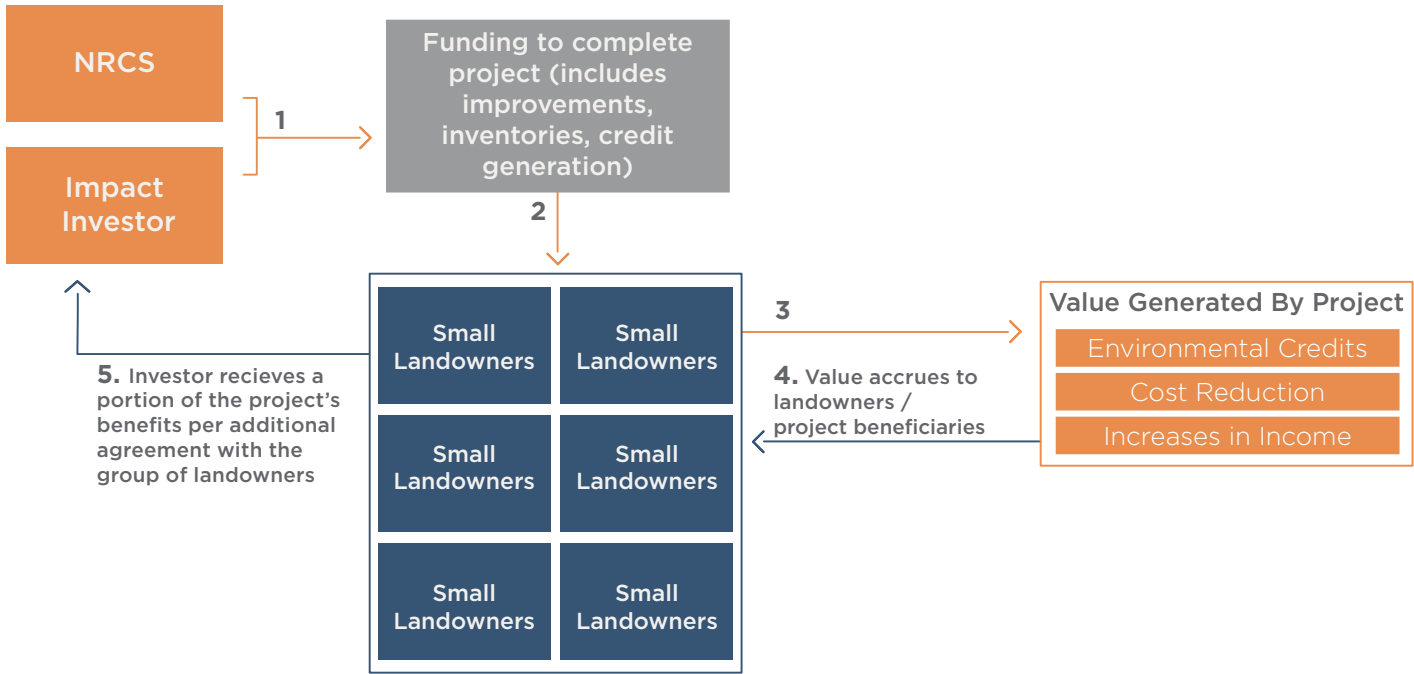 NRCS
Impact
Investor
1
Funding to complete
project (includes
improvements,
inventories, credit
generation)
2
Small
Landowners
Small
Landowners
Small
Landowners
Small
Landowners
Small
Landowners
Small
Landowners
3
Value Generated By Project
Environmental Credits
Cost Reduction
Increases in Income
4. Value accrues to
landowners /
project beneficiaries
5. Investor recieves a
portion of the project's
benefits per additional
agreement with the
group of landowners